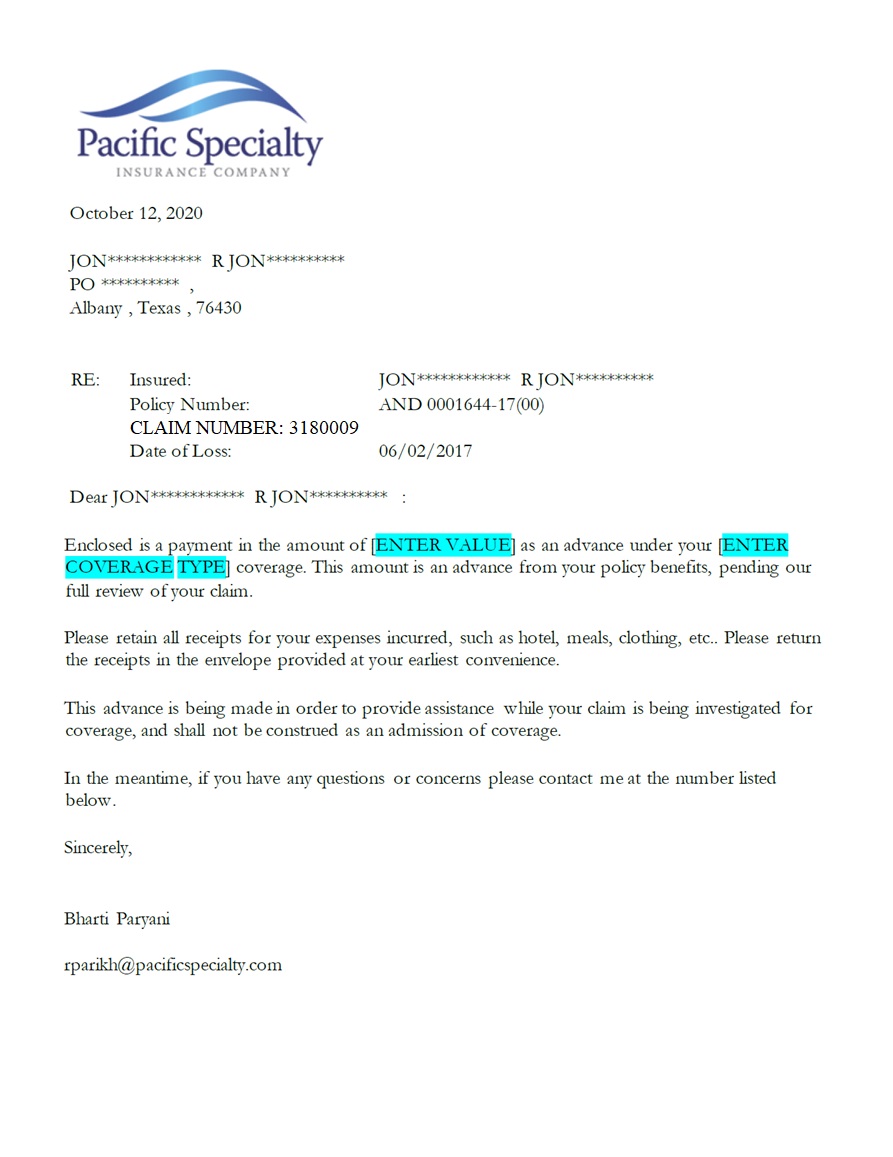 Pacific Specialty
INSURANCE COMPANY
October 12, 2020
JON************ R JON**********
PO ********** ,
Albany , Texas , 76430
RE: Insured: JON************ R JON**********
Policy Number: AND 0001644-17(00)
CLAIM NUMBER: 3180009
Date of Loss: 06/02/2017
Dear JON************ R JON********** :
Enclosed is a payment in the amount of [ENTER VALUE] as an advance under your [ENTER
COVERAGE TYPE] coverage. This amount is an advance from your policy benefits, pending our
full review of your claim.
Please retain all receipts for your expenses incurred, such as hotel, meals, clothing, etc.. Please return
the receipts in the envelope provided at your earliest convenience.
This advance is being made in order to provide assistance while your claim is being investigated for
coverage, and shall not be construed as an admission of coverage.
In the meantime, if you have any questions or concerns please contact me at the number listed
below.
Sincerely,
Bharti Paryani
rparikh@pacificspecialty.com